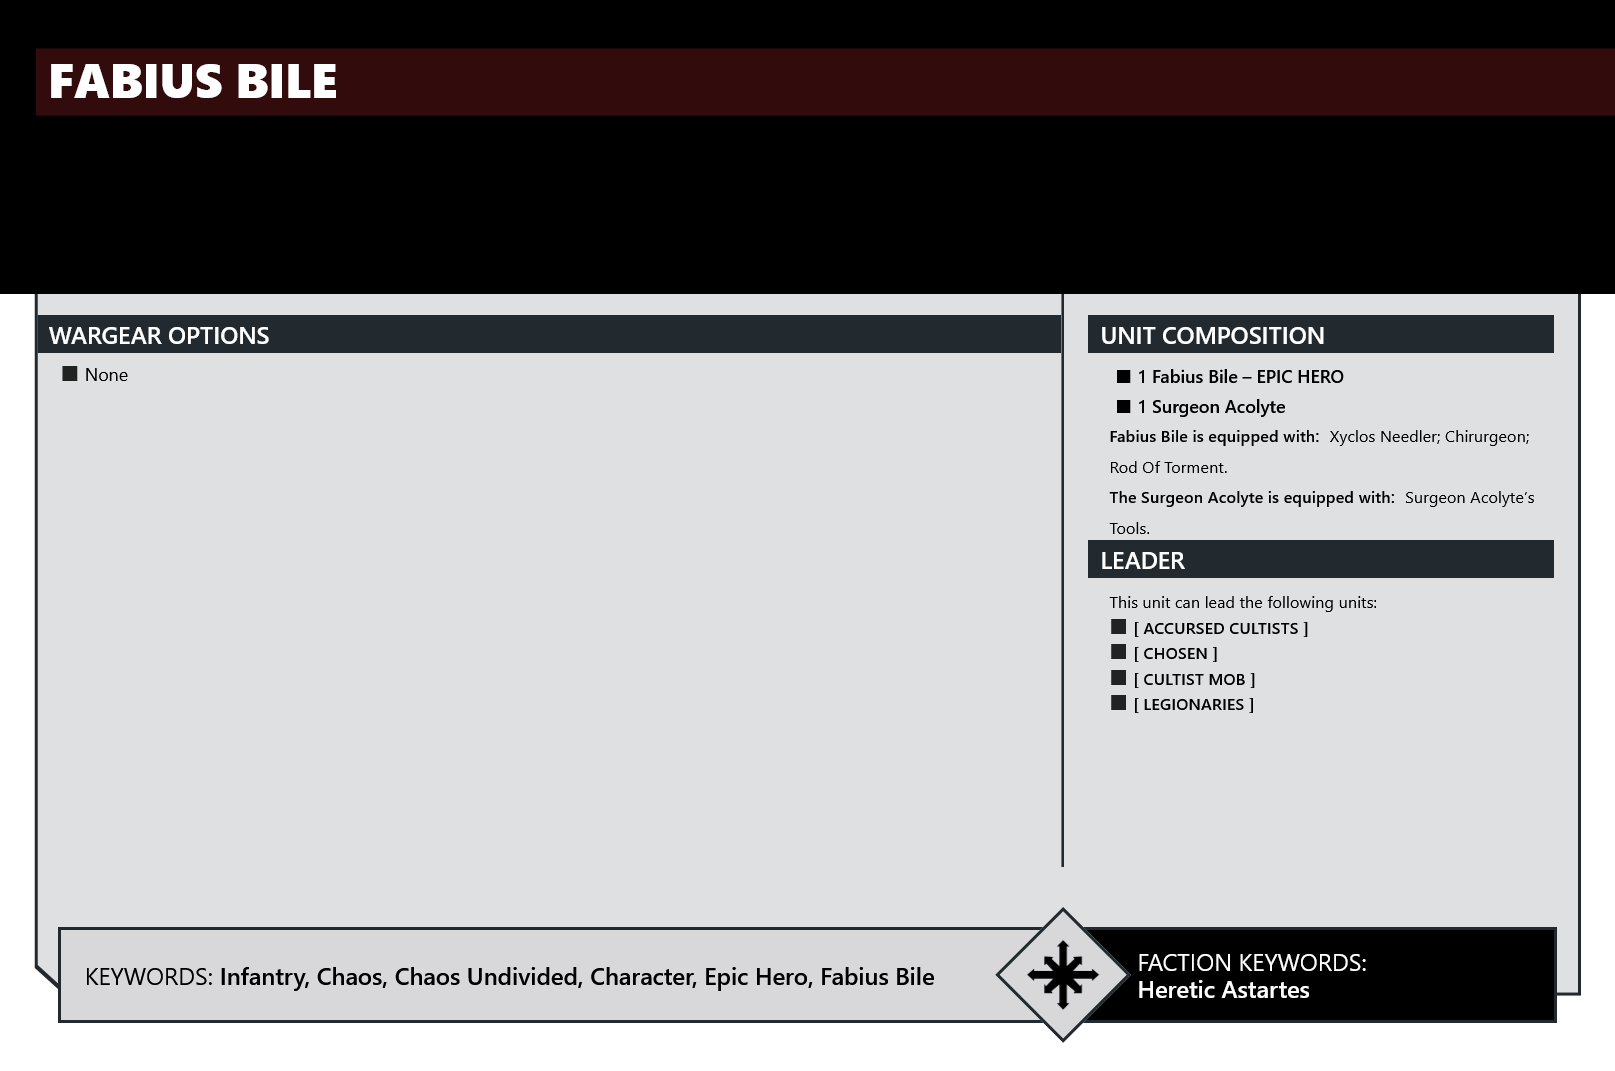 FABIUS BILE
WARGEAR OPTIONS
None
UNIT COMPOSITION
1 Fabius Bile – EPIC HERO
1 Surgeon Acolyte
Fabius Bile is equipped with: Xyclos Needler; Chirurgeon;
Rod Of Torment.
The Surgeon Acolyte is equipped with: Surgeon Acolyte’s
Tools.
LEADER
This unit can lead the following units:
[ ACCURSED CULTISTS ]
[ CHOSEN ]
[ CULTIST MOB ]
[ LEGIONARIES ]
KEYWORDS: Infantry, Chaos, Chaos Undivided, Character, Epic Hero, Fabius Bile
FACTION KEYWORDS:
Heretic Astartes